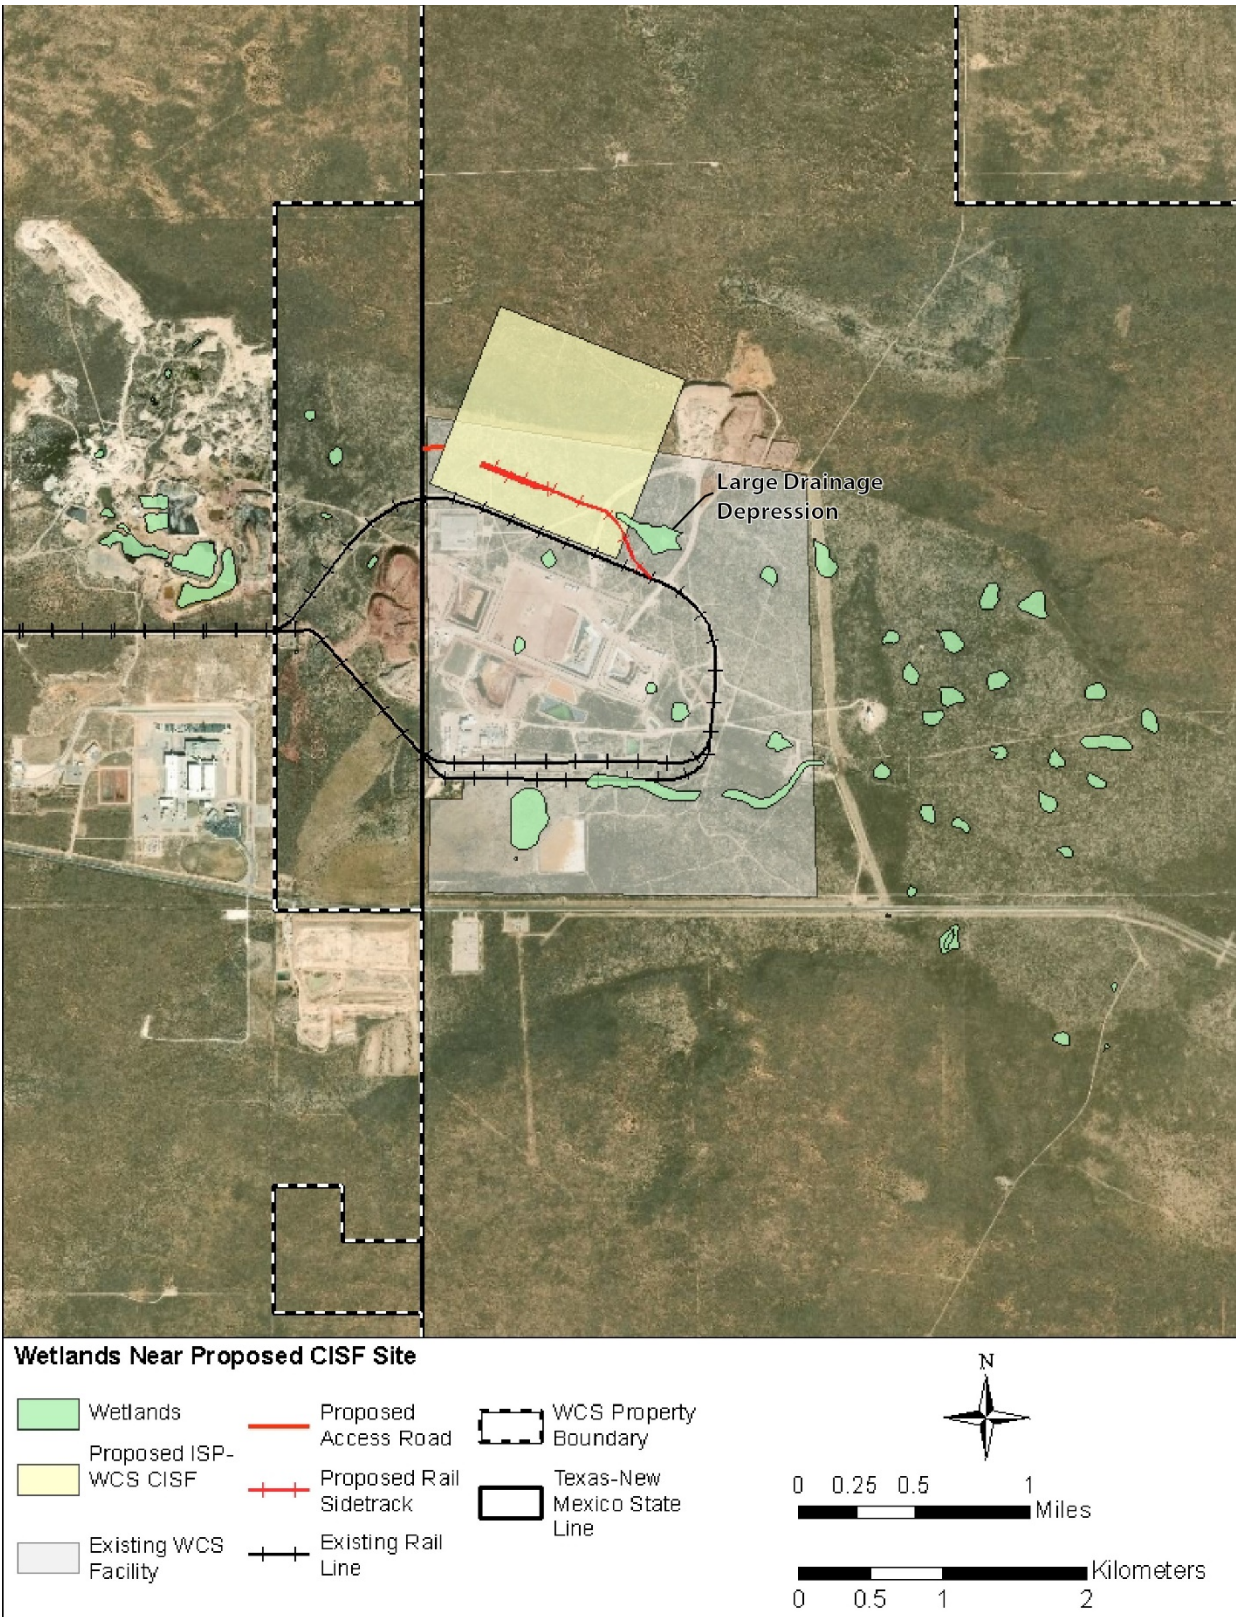 Large Drainage
Depression
Wetlands Near Proposed CISF Site
Wetlands
Proposed ISP-
WCS CISF
Existing WCS
Facility
Proposed
Access Road
Proposed Rail
Sidetrack
Existing Rail
Line
WCS Property
Boundary
Texas-New
Mexico State
Line
N
0 0.25 0.5 1
Miles
Kilometers
0 0.5 1 2